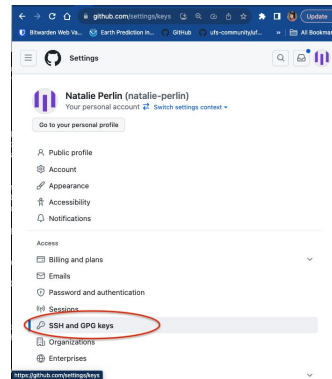 github.com/settings/keys
Update
Bitwarden Web Va...
Earth Prediction In...
GitHub
ufs-community/uf...
»
All Bookmar
Settings
Natalie Perlin (natalie-perlin)
Your personal account Switch settings context
Go to your personal profile
Public profile
Account
Appearance
Accessibility
Notifications
Access
Billing and plans
Emails
Password and authentication
Sessions
SSH and GPG keys
Organizations
Enterprises
https://github.com/settings/keys